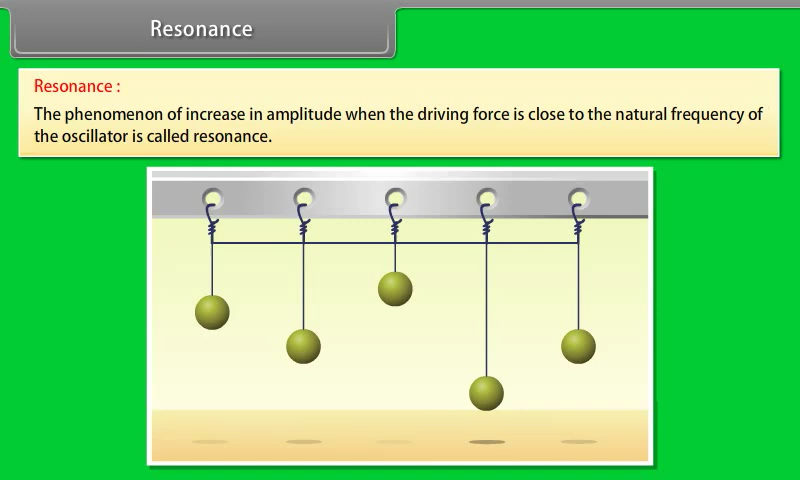 Resonance
Resonance :
The phenomenon of increase in amplitude when the driving force is close to the natural frequency of
the oscillator is called resonance.